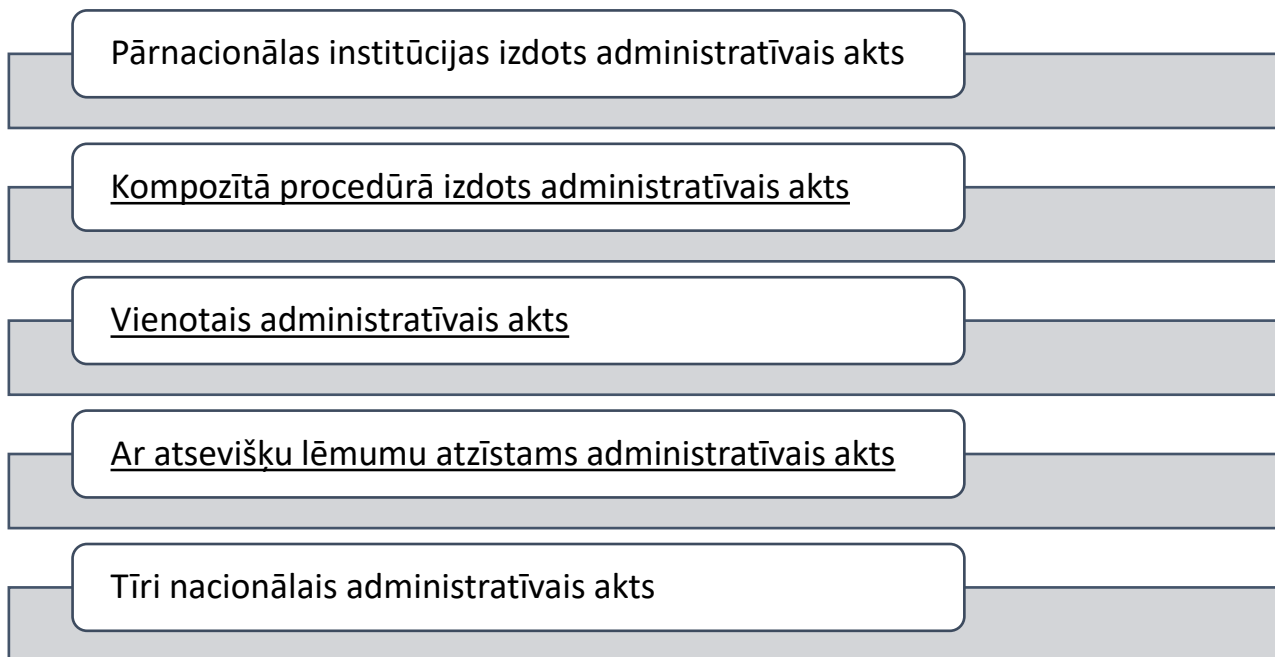 Pārnacionālas institūcijas izdots administratīvais akts
Kompozītā procedūrā izdots administratīvais akts
Vienotais administratīvais akts
Ar atsevišķu lēmumu atzīstams administratīvais akts
Tīri nacionālais administratīvais akts